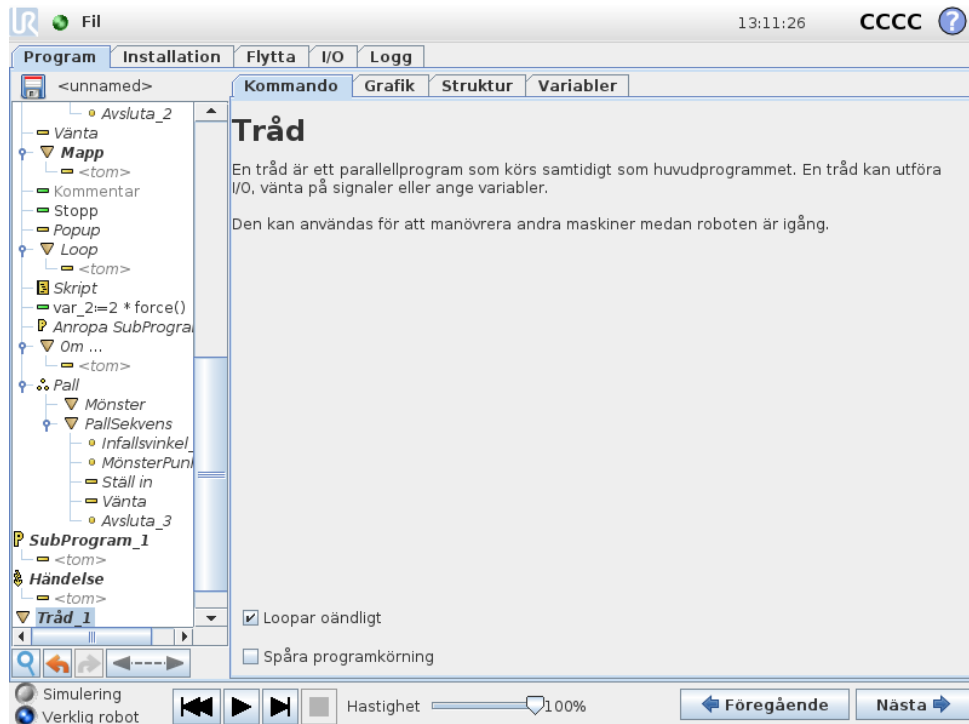 UR Fil 13:11:26 CCCC ?
Program Installation Flytta I/O Logg
<unnamed>
Kommando Grafik Struktur Variabler
Avsluta_2
Vänta
Mapp
<tom>
Kommentar
Stopp
Popup
Loop
<tom>
Skript
var_2:=2 * force()
P Anropa SubProgra
Om ...
<tom>
Pall
Mönster
PallSekvens
Infallsvinkel_
MönsterPun
Ställ in
Vänta
Avsluta_3
P SubProgram_1
<tom>
Händelse
<tom>
Tråd_1
Tråd
En tråd är ett parallellprogram som körs samtidigt som huvudprogrammet. En tråd kan utföra
I/O, vänta på signaler eller ange variabler.
Den kan användas för att manövrera andra maskiner medan roboten är igång.
Loopar oändligt
Spåra programkörning
Simulering
Verklig robot
Hastighet 100%
Föregående Nästa